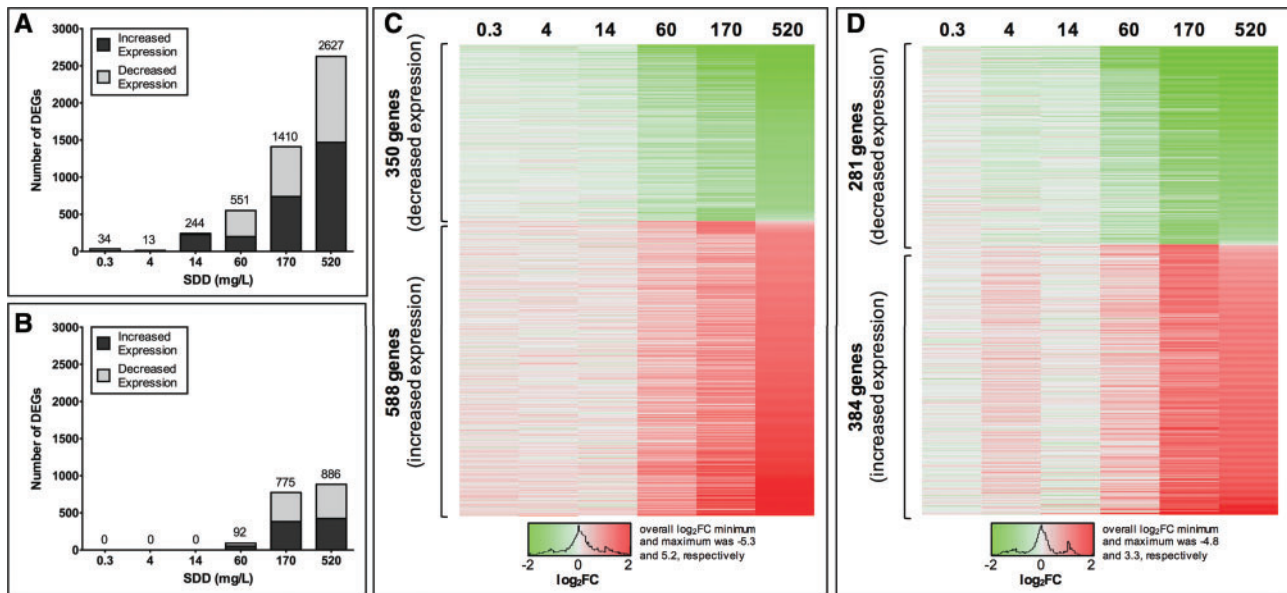 A
3000
2500
2000
1500
1000
500
0
Number of DEGs
Increased
Expression
Decreased
Expression
34
13
244
551
1410
2627
0.3 4 14 60 170 520
SDD (mg/L)
B
3000
2500
2000
1500
1000
500
0
Number of DEGs
Increased
Expression
Decreased
Expression
0
0
0
92
775
886
0.3 4 14 60 170 520
SDD (mg/L)
C
0.3 4 14 60 170 520
350 genes
(decreased expression)
588 genes
(increased expression)
-2 0 2
log₂FC
overall log₂FC minimum
and maximum was -5.3
and 5.2, respectively
D
0.3 4 14 60 170 520
281 genes
(decreased expression)
384 genes
(increased expression)
-2 0 2
log₂FC
overall log₂FC minimum
and maximum was -4.8
and 3.3, respectively